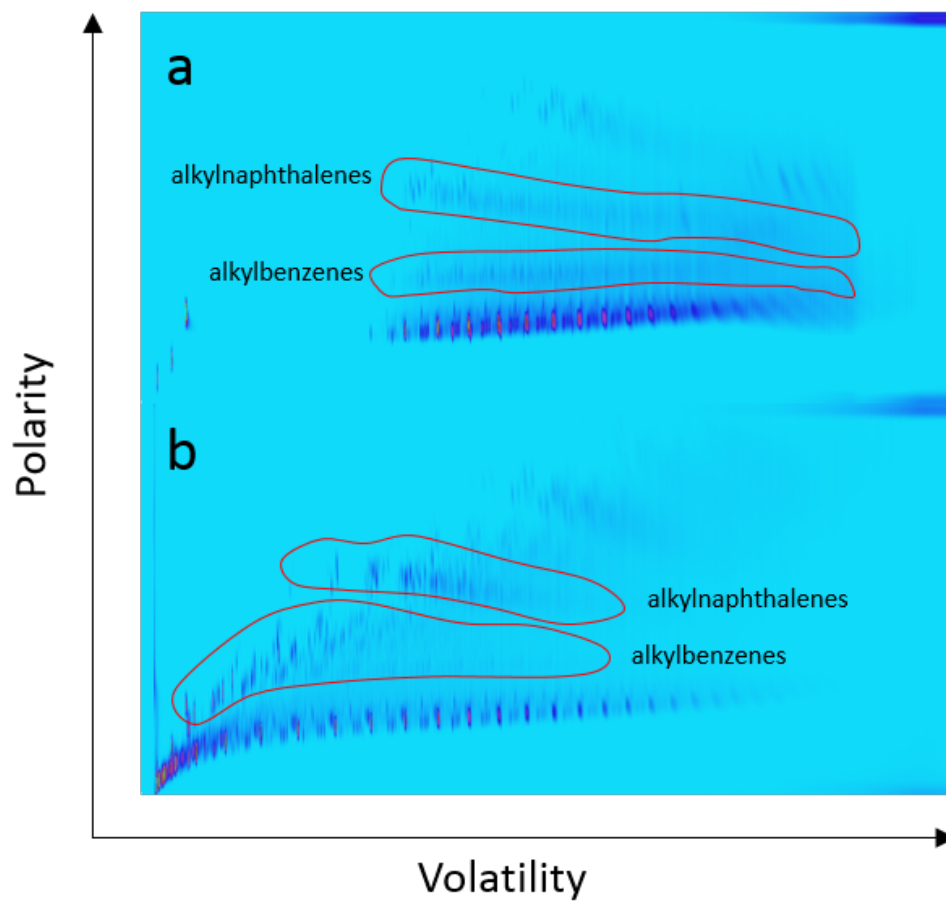 a
alkylnaphthalenes
alkylbenzenes
b
alkylnaphthalenes
alkylbenzenes
Polarity
Volatility